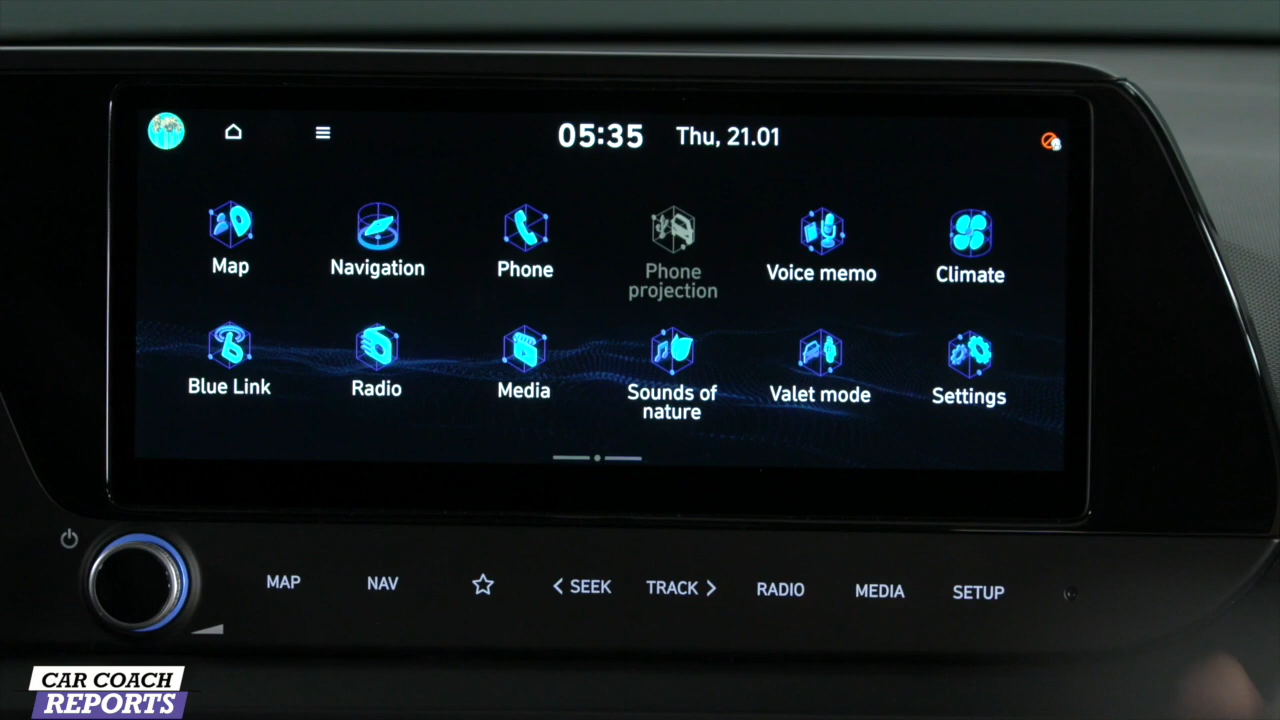 05:35 Thu, 21.01
Map
Navigation
Phone
Phone
projection
Voice memo
Climate
Blue Link
Radio
Media
Sounds of
nature
Valet mode
Settings
MAP NAV < SEEK TRACK > RADIO MEDIA SETUP
CAR COACH
REPORTS